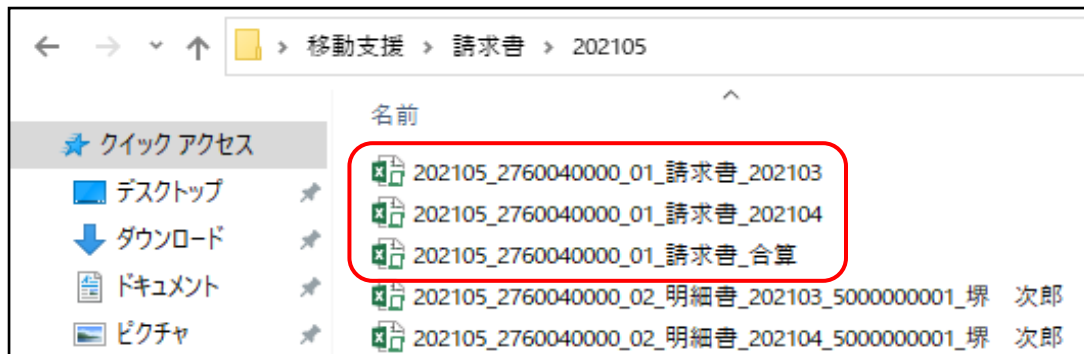 移動支援 > 請求書 > 202105
名前
クイック アクセス
デスクトップ
ダウンロード
ドキュメント
ピクチャ
202105_2760040000_01_請求書_202103
202105_2760040000_01_請求書_202104
202105_2760040000_01_請求書_合算
202105_2760040000_02_明細書_202103_5000000001_堺　次郎
202105_2760040000_02_明細書_202104_5000000001_堺　次郎